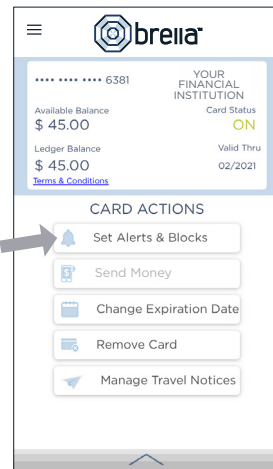 brella
•••• •••• •••• 6381
YOUR
FINANCIAL
INSTITUTION
Available Balance
Card Status
$ 45.00
ON
Ledger Balance
Valid Thru
$ 45.00
02/2021
Terms & Conditions
CARD ACTIONS
Set Alerts & Blocks
Send Money
Change Expiration Date
Remove Card
Manage Travel Notices